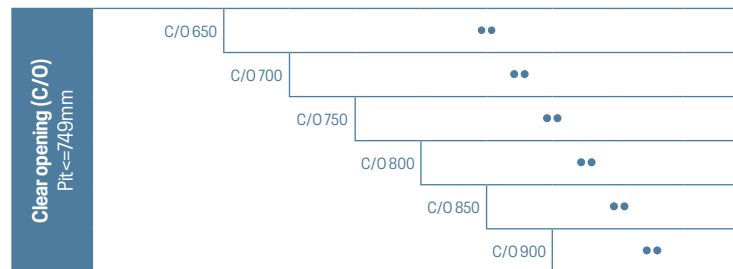 Clear opening (C/O)
Pit<=749mm
C/O 650 ●●
C/O 700 ●●
C/O 750 ●●
C/O 800 ●●
C/O 850 ●●
C/O 900 ●●